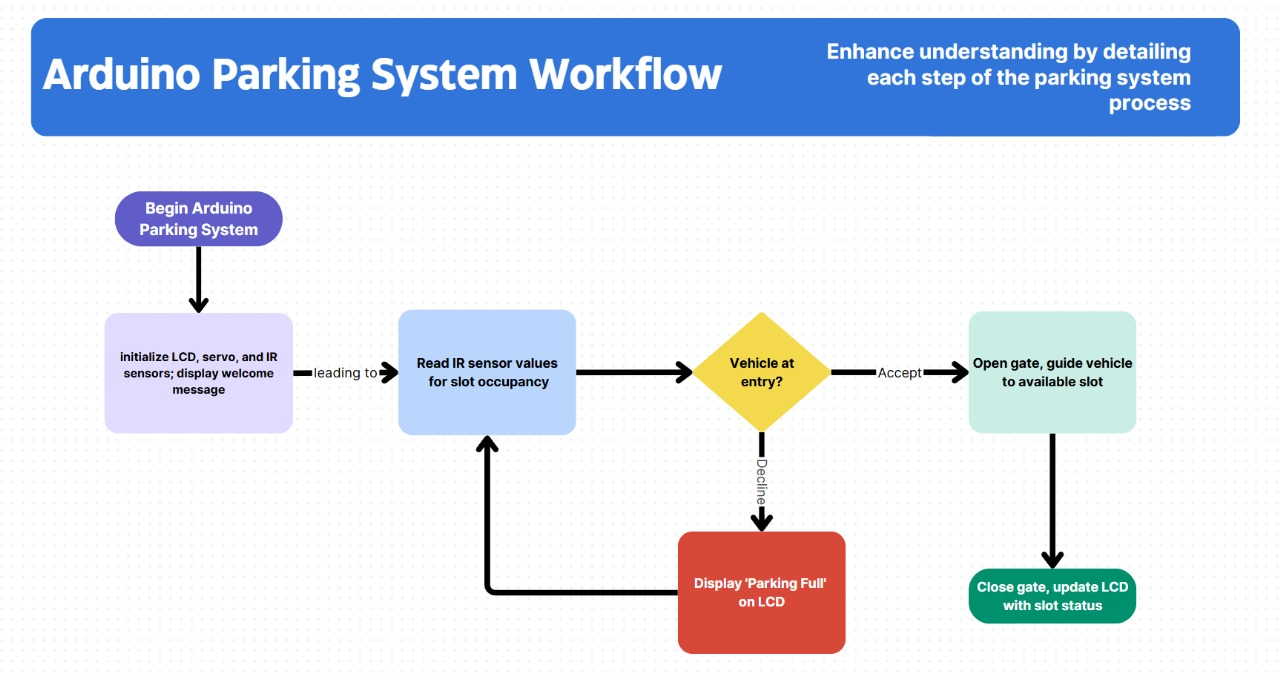 Arduino Parking System Workflow
Enhance understanding by detailing
each step of the parking system
process
Begin Arduino
Parking System
initialize LCD, servo, and IR
sensors; display welcome
message
leading to
Read IR sensor values
for slot occupancy
Vehicle at
entry?
Accept
Open gate, guide vehicle
to available slot
Decline
Display 'Parking Full'
on LCD
Close gate, update LCD
with slot status